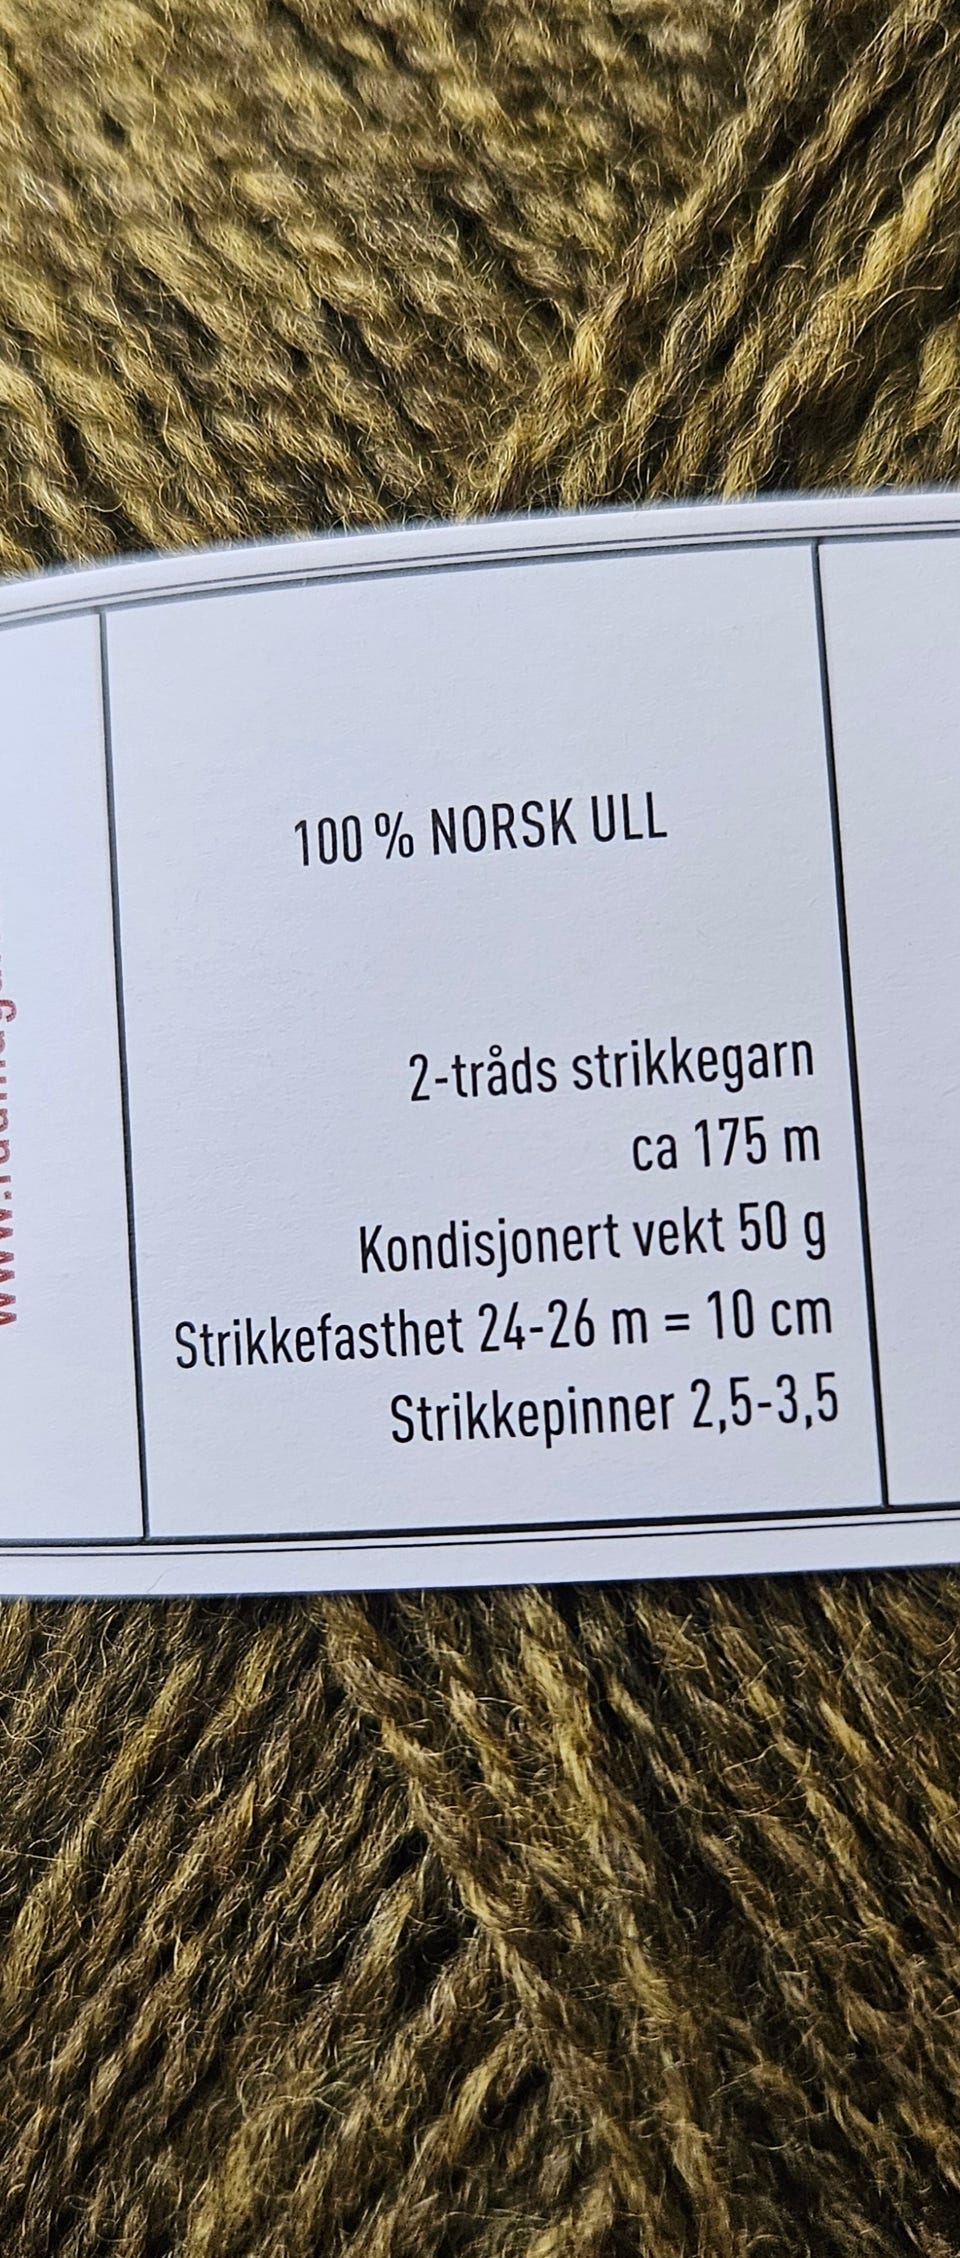 100 % NORSK ULL
2-tråds strikkegarn
ca 175 m
Kondisjonert vekt 50 g
Strikkefasthet 24-26 m = 10 cm
Strikkepinner 2,5-3,5